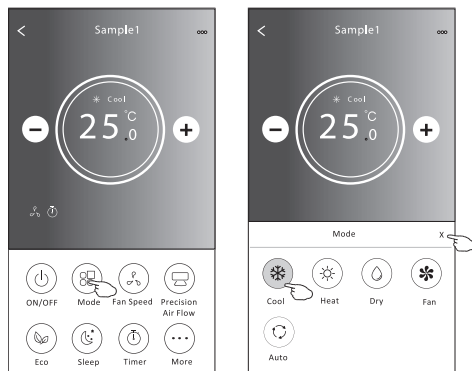 Sample1
Cool
25.0°C
ON/OFF
Mode
Fan Speed
Precision
Air Flow
Eco
Sleep
Timer
More
Sample1
Cool
25.0°C
Mode
x
Cool
Heat
Dry
Fan
Auto